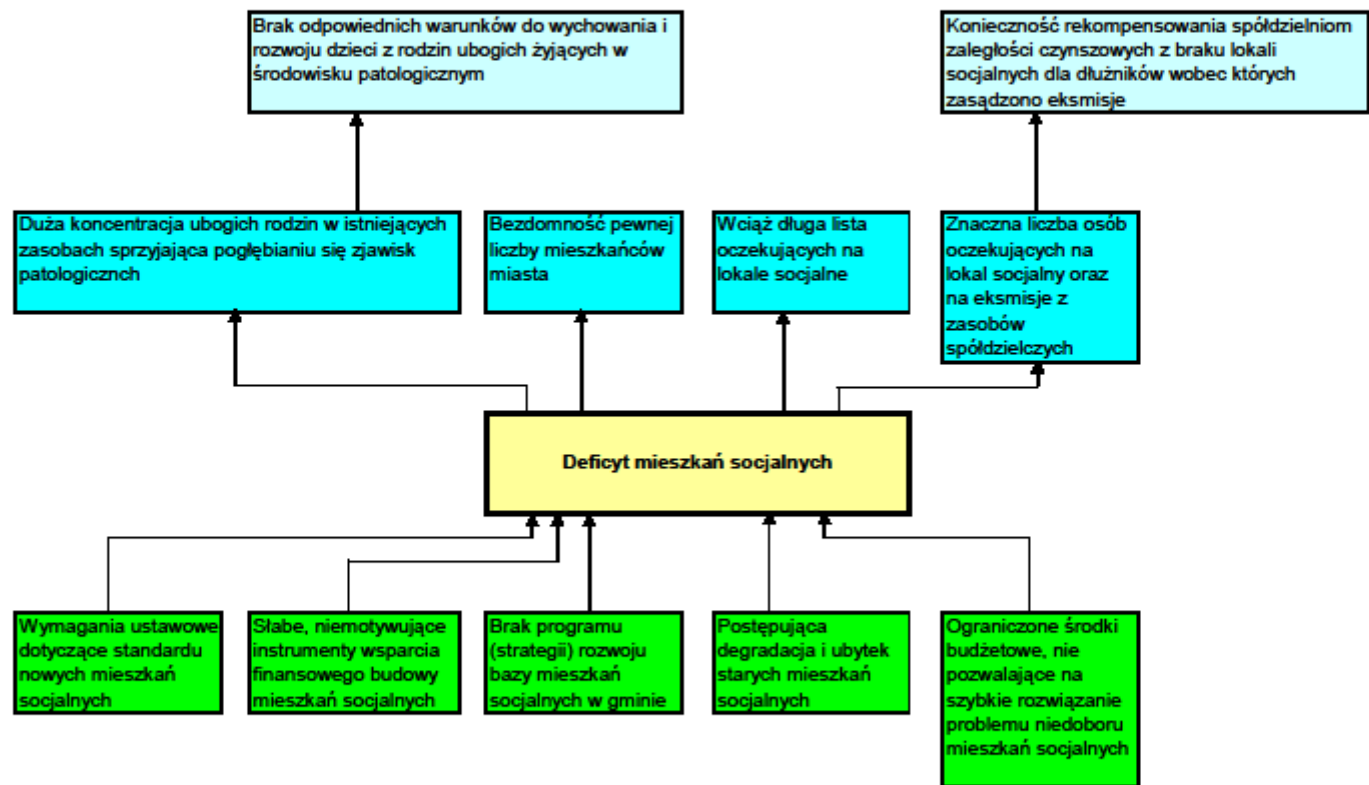 Brak odpowiednich warunków do wychowania i
rozwoju dzieci z rodzin ubogich żyjących w
środowisku patologicznym
Konieczność rekompensowania spółdzielniom
zaległości czynszowych z braku lokali
socjalnych dla dłużników wobec których
zasądzono eksmisje
Duża koncentracja ubogich rodzin w istniejących
zasobach sprzyjająca pogłębianiu się zjawisk
patologicznch
Bezdomność pewnej
liczby mieszkańców
miasta
Wciąż długa lista
oczekujących na
lokale socjalne
Znaczna liczba osób
oczekujących na
lokal socjalny oraz
na eksmisje z
zasobów
spółdzielczych
Deficyt mieszkań socjalnych
Wymagania ustawowe
dotyczące standardu
nowych mieszkań
socjalnych
Słabe, niemotywujące
instrumenty wsparcia
finansowego budowy
mieszkań socjalnych
Brak programu
(strategii) rozwoju
bazy mieszkań
socjalnych w gminie
Postępująca
degradacja i ubytek
starych mieszkań
socjalnych
Ograniczone środki
budżetowe, nie
pozwalające na
szybkie rozwiązanie
problemu niedoboru
mieszkań socjalnych